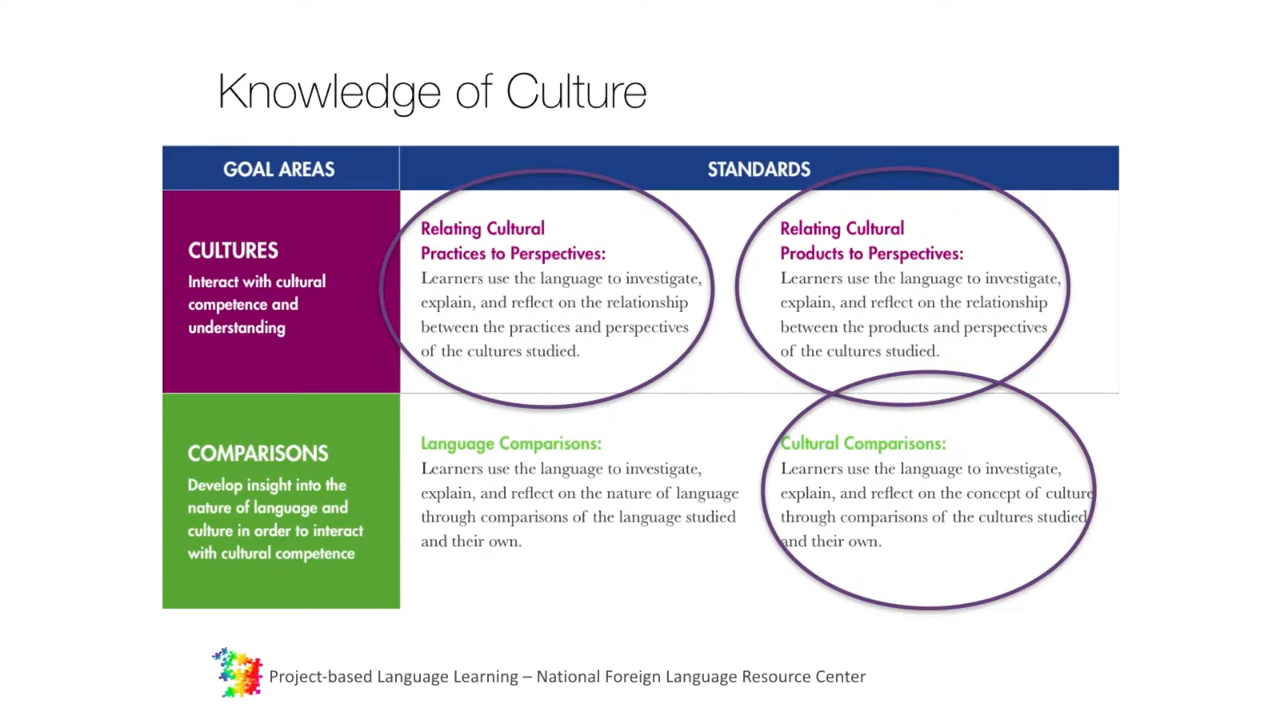 Knowledge of Culture
GOAL AREAS
STANDARDS
CULTURES
Interact with cultural
competence and
understanding
Relating Cultural
Practices to Perspectives:
Learners use the language to investigate,
explain, and reflect on the relationship
between the practices and perspectives
of the cultures studied.
Relating Cultural
Products to Perspectives:
Learners use the language to investigate,
explain, and reflect on the relationship
between the products and perspectives
of the cultures studied.
COMPARISONS
Develop insight into the
nature of language and
culture in order to interact
with cultural competence
Language Comparisons:
Learners use the language to investigate,
explain, and reflect on the nature of language
through comparisons of the language studied
and their own.
Cultural Comparisons:
Learners use the language to investigate,
explain, and reflect on the concept of culture
through comparisons of the cultures studied
and their own.
Project-based Language Learning – National Foreign Language Resource Center